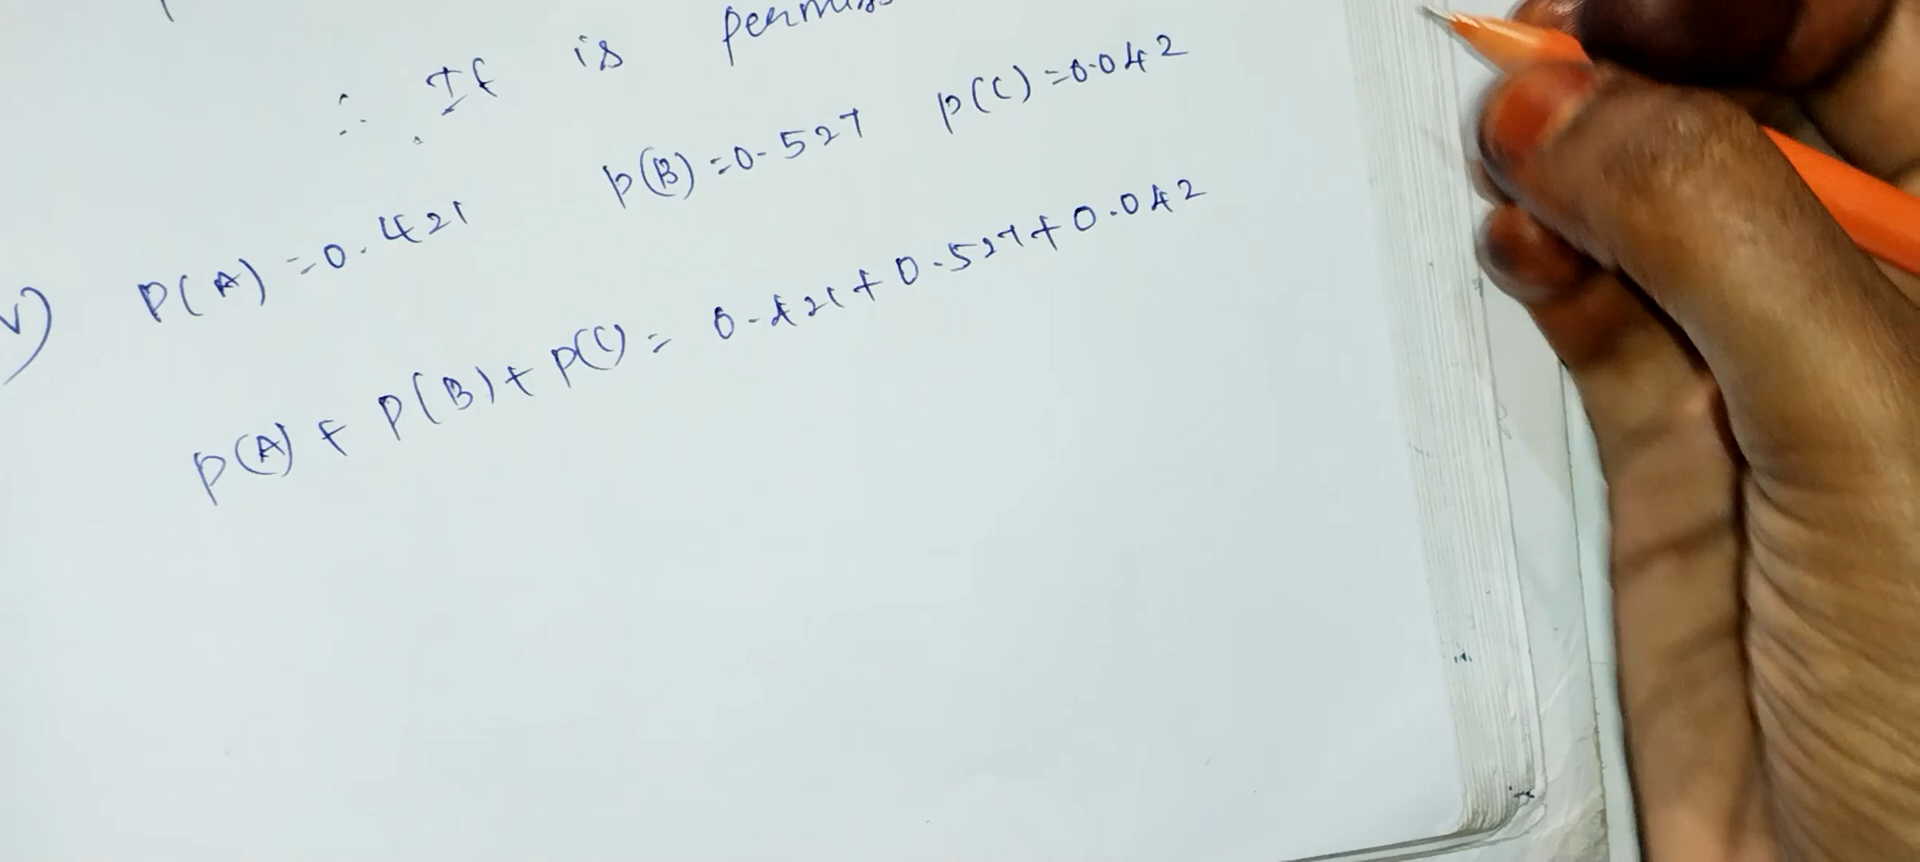 ∴ It is
v) P(A) = 0.421 P(B) = 0.527 P(C) = 0.042
P(A) + P(B) + P(C) = 0.421 + 0.527 + 0.042